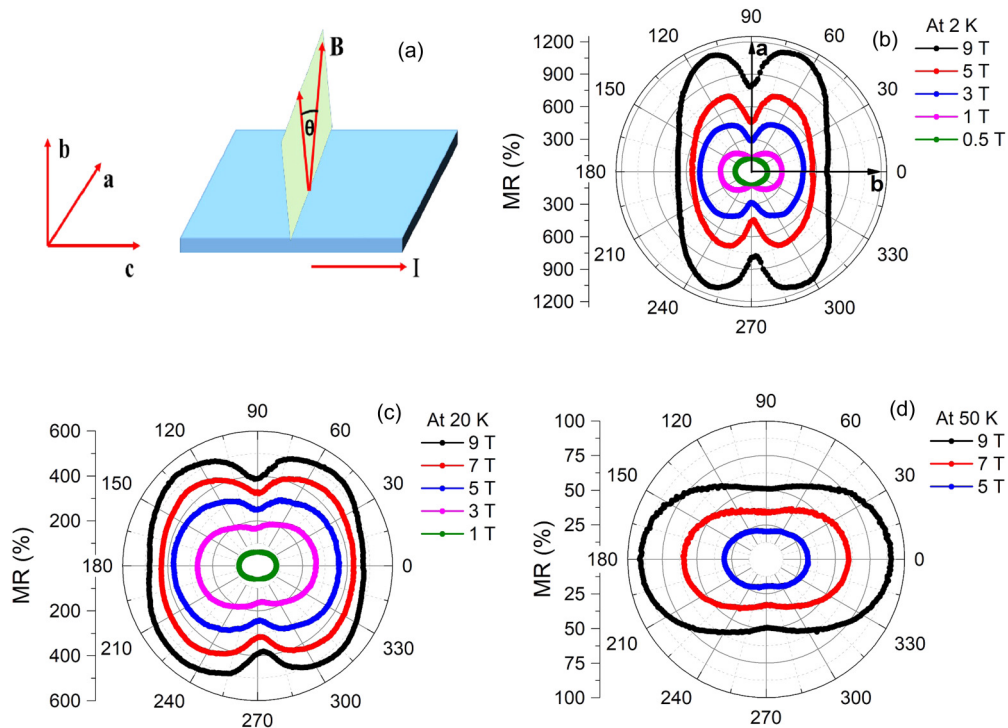 (a)
B
θ
b
a
c
I
(b)
At 2 K
9 T
5 T
3 T
1 T
0.5 T
MR (%)
1200
900
600
300
300
600
900
1200
90
60
30
0
330
300
270
240
210
180
150
120
a
b
(c)
At 20 K
9 T
7 T
5 T
3 T
1 T
MR (%)
600
400
200
0
200
400
600
90
60
30
0
330
300
270
240
210
180
150
120
(d)
At 50 K
9 T
7 T
5 T
MR (%)
100
75
50
25
25
50
75
100
90
60
30
0
330
300
270
240
210
180
150
120